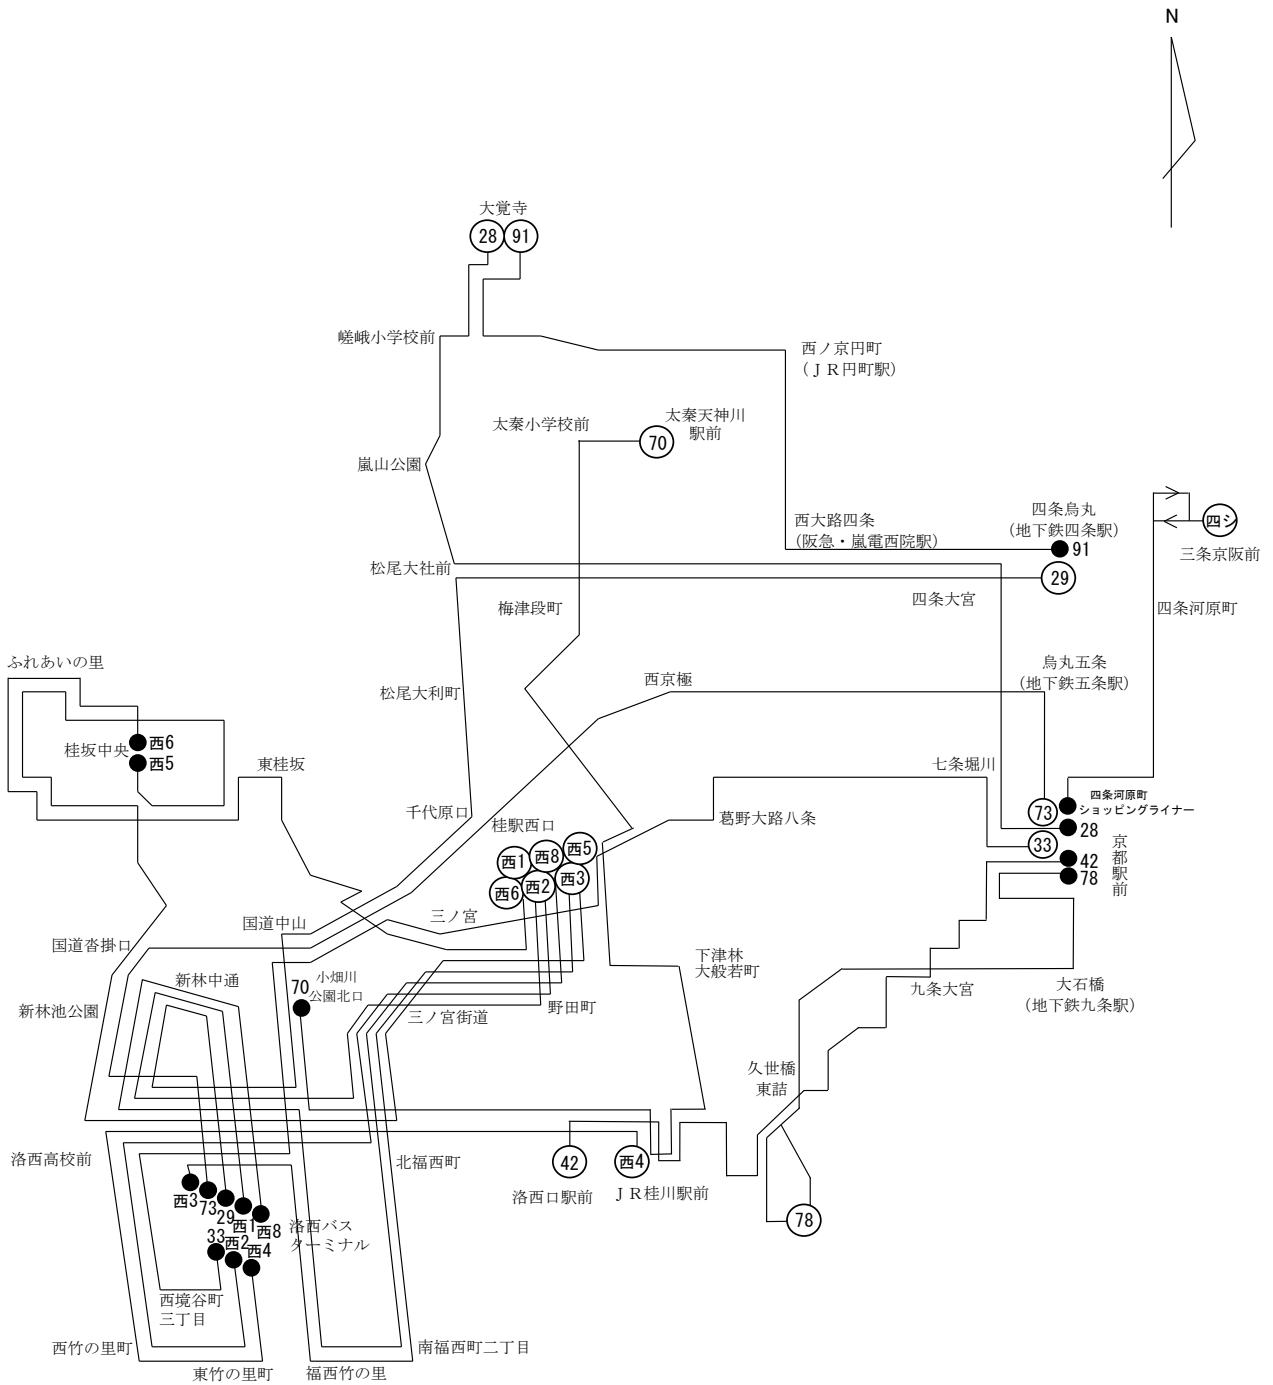 N
大覚寺
28
91
嵯峨小学校前
西ノ京円町
（ＪＲ円町駅）
太秦小学校前
太秦天神川
駅前
70
嵐山公園
西大路四条
（阪急・嵐電西院駅）
四条烏丸
（地下鉄四条駅）
91
四シ
三条京阪前
松尾大社前
29
四条大宮
梅津段町
四条河原町
ふれあいの里
烏丸五条
（地下鉄五条駅）
西京極
松尾大利町
桂坂中央
西6
西5
東桂坂
七条堀川
四条河原町
ショッピングライナー
73
28
33
42
78
京都駅前
千代原口
桂駅西口
葛野大路八条
西1
西8
西5
西6
西2
西3
三ノ宮
国道中山
国道沓掛口
新林中通
小畑川
公園北口
70
下津林
大般若町
九条大宮
大石橋
（地下鉄九条駅）
新林池公園
三ノ宮街道
野田町
久世橋
東詰
洛西高校前
北福西町
42
洛西口駅前
西4
ＪＲ桂川駅前
78
西3
73
29
西1
西8
33
西2
西4
洛西バス
ターミナル
西境谷町
三丁目
西竹の里町
東竹の里町
福西竹の里
南福西町二丁目